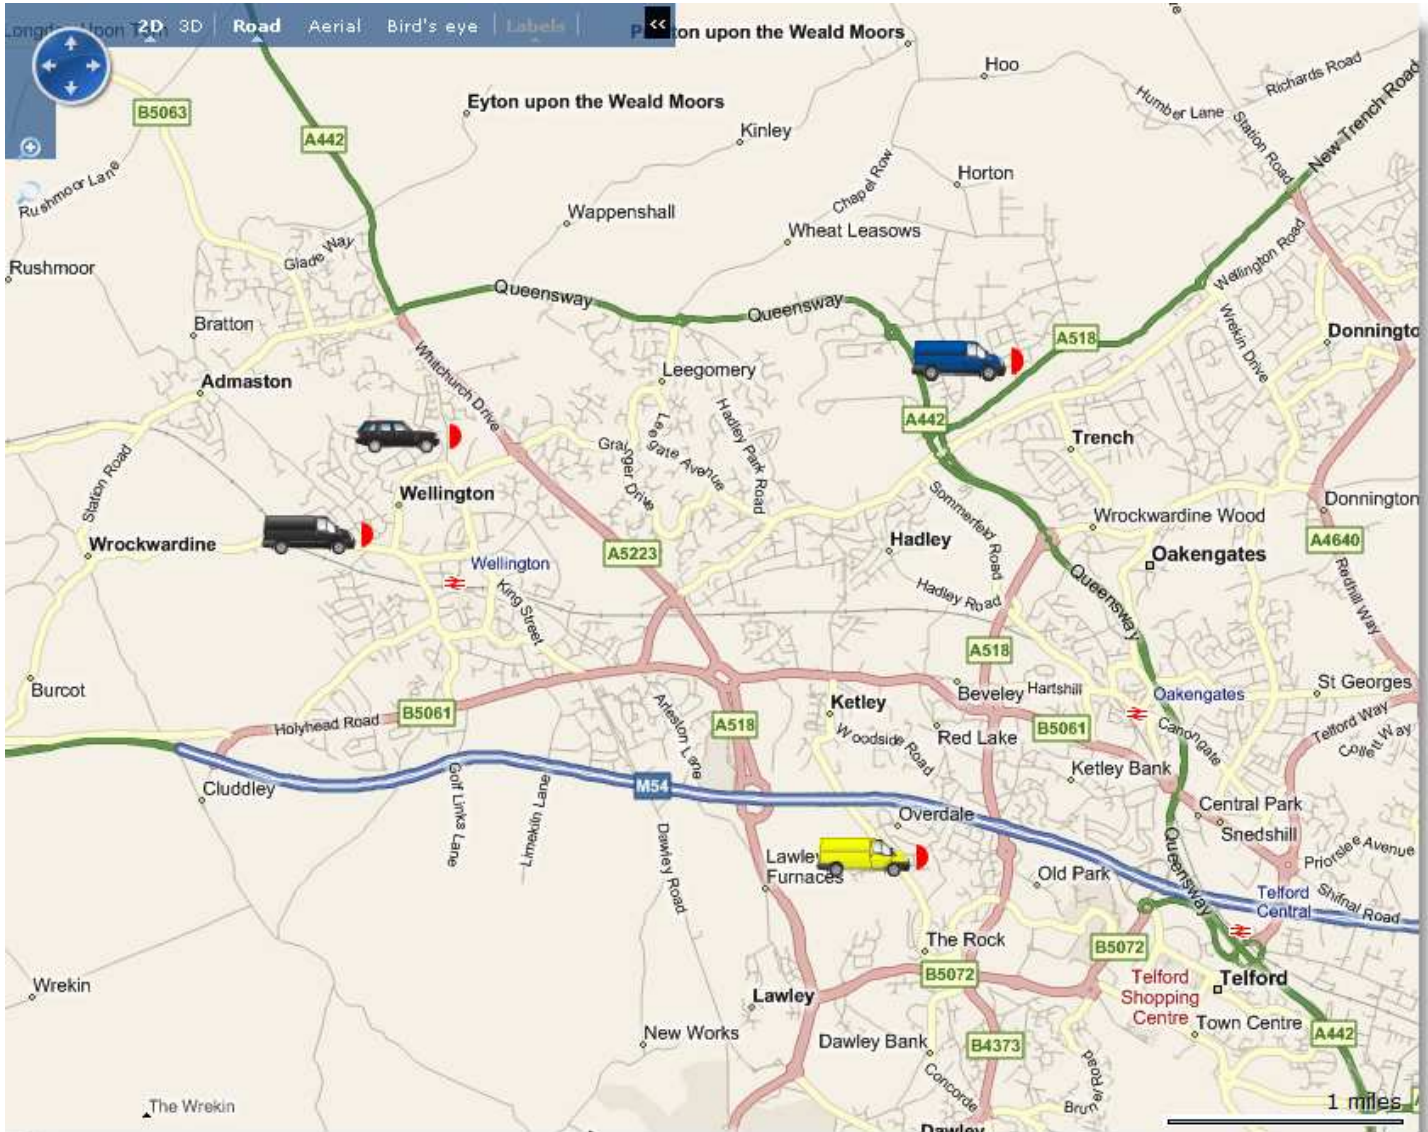 2D 3D Road Aerial Bird's eye Labels <<
ton upon the Weald Moors
Hoo
Richards Road
Humber Lane
Station Road
New Trench Road
Eyton upon the Weald Moors
B5063
A442
Kinley
Rushmoor Lane
Horton
Chapel Row
Wappenshall
Wheat Leasows
Glade Way
Rushmoor
Wellington Road
Queensway
Queensway
Bratton
Wrekin Drive
A518
Whitchurch Drive
Leegomery
Admaston
Hadley Park Road
A442
Leegate Avenue
Trench
Granger Drive
Station Road
Wellington
Donnington
Sommerfeld Road
Wrockwardine Wood
Wrockwardine
Hadley
A4640
A5223
Oakengates
Wellington
King Street
Hadley Road
Queensway
Redhill Way
A518
Burcot
Beveley
Hartshill
Oakengates
St Georges
Ketley
Arleston Lane
B5061
Holyhead Road
A518
Woodside Road
Red Lake
B5061
Canongate
Telford Way
Collett Way
Ketley Bank
Cluddley
Golf Links Lane
Limekiln Lane
M54
Overdale
Central Park
Snedshill
Dawley Road
Queensway
Priorslee Avenue
Furnaces
Old Park
Telford
Central
Shifnal Road
The Rock
B5072
B5072
Telford
Wrekin
Lawley
Telford
Shopping
Centre
Town Centre
New Works
Dawley Bank
B4373
A442
Concorde
The Wrekin
1 miles
Dawley